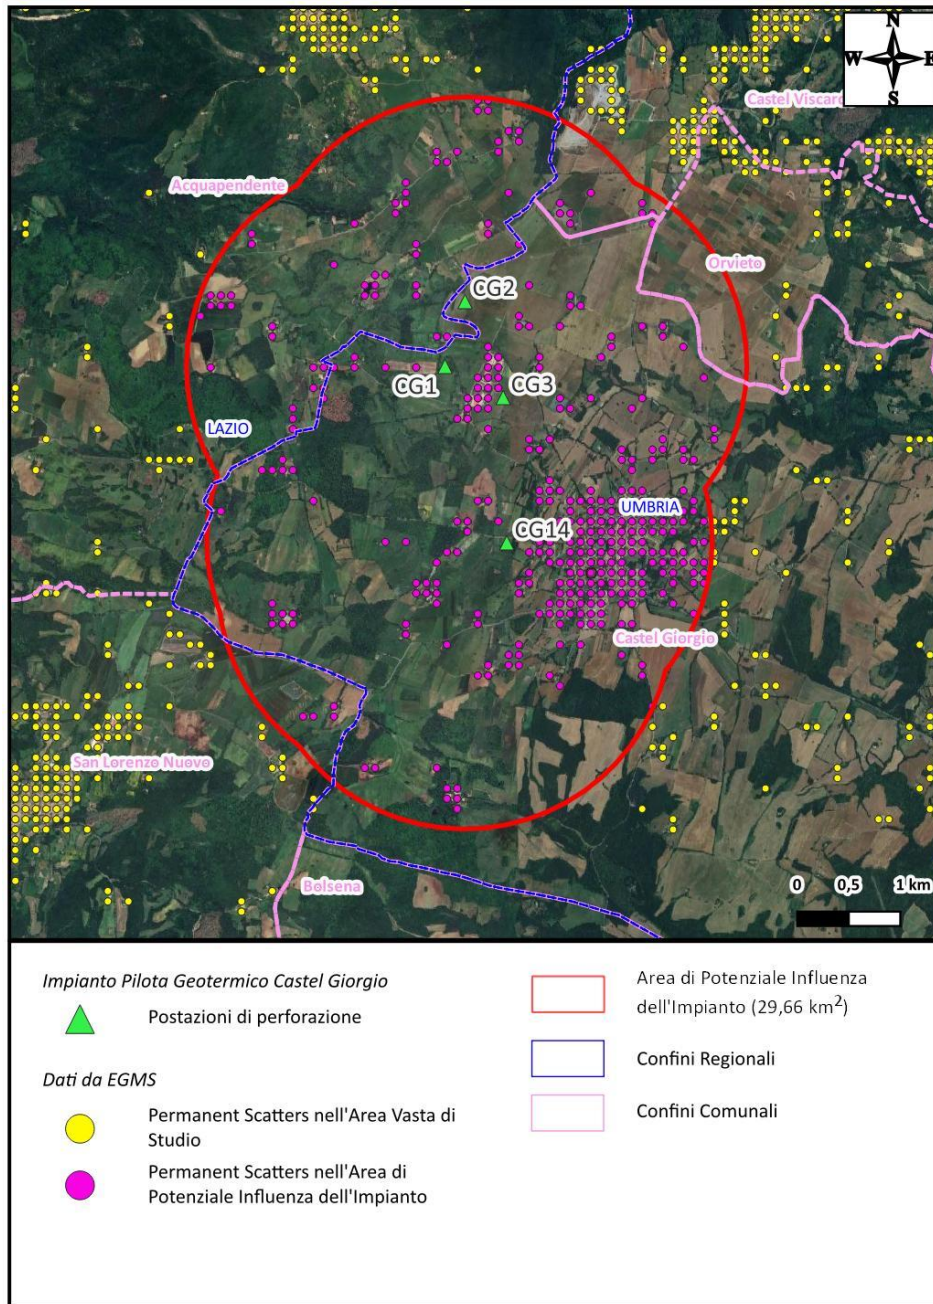 N
W E
S
Castel Viscardo
Acquapendente
Orvieto
CG2
CG1
CG3
LAZIO
UMBRIA
CG14
Castel Giorgio
San Lorenzo Nuovo
Bolsena
0 0,5 1 km
Impianto Pilota Geotermico Castel Giorgio
Postazioni di perforazione
Dati da EGMS
Permanent Scatters nell'Area Vasta di
Studio
Permanent Scatters nell'Area di
Potenziale Influenza dell'Impianto
Area di Potenziale Influenza
dell'Impianto (29,66 km²)
Confini Regionali
Confini Comunali